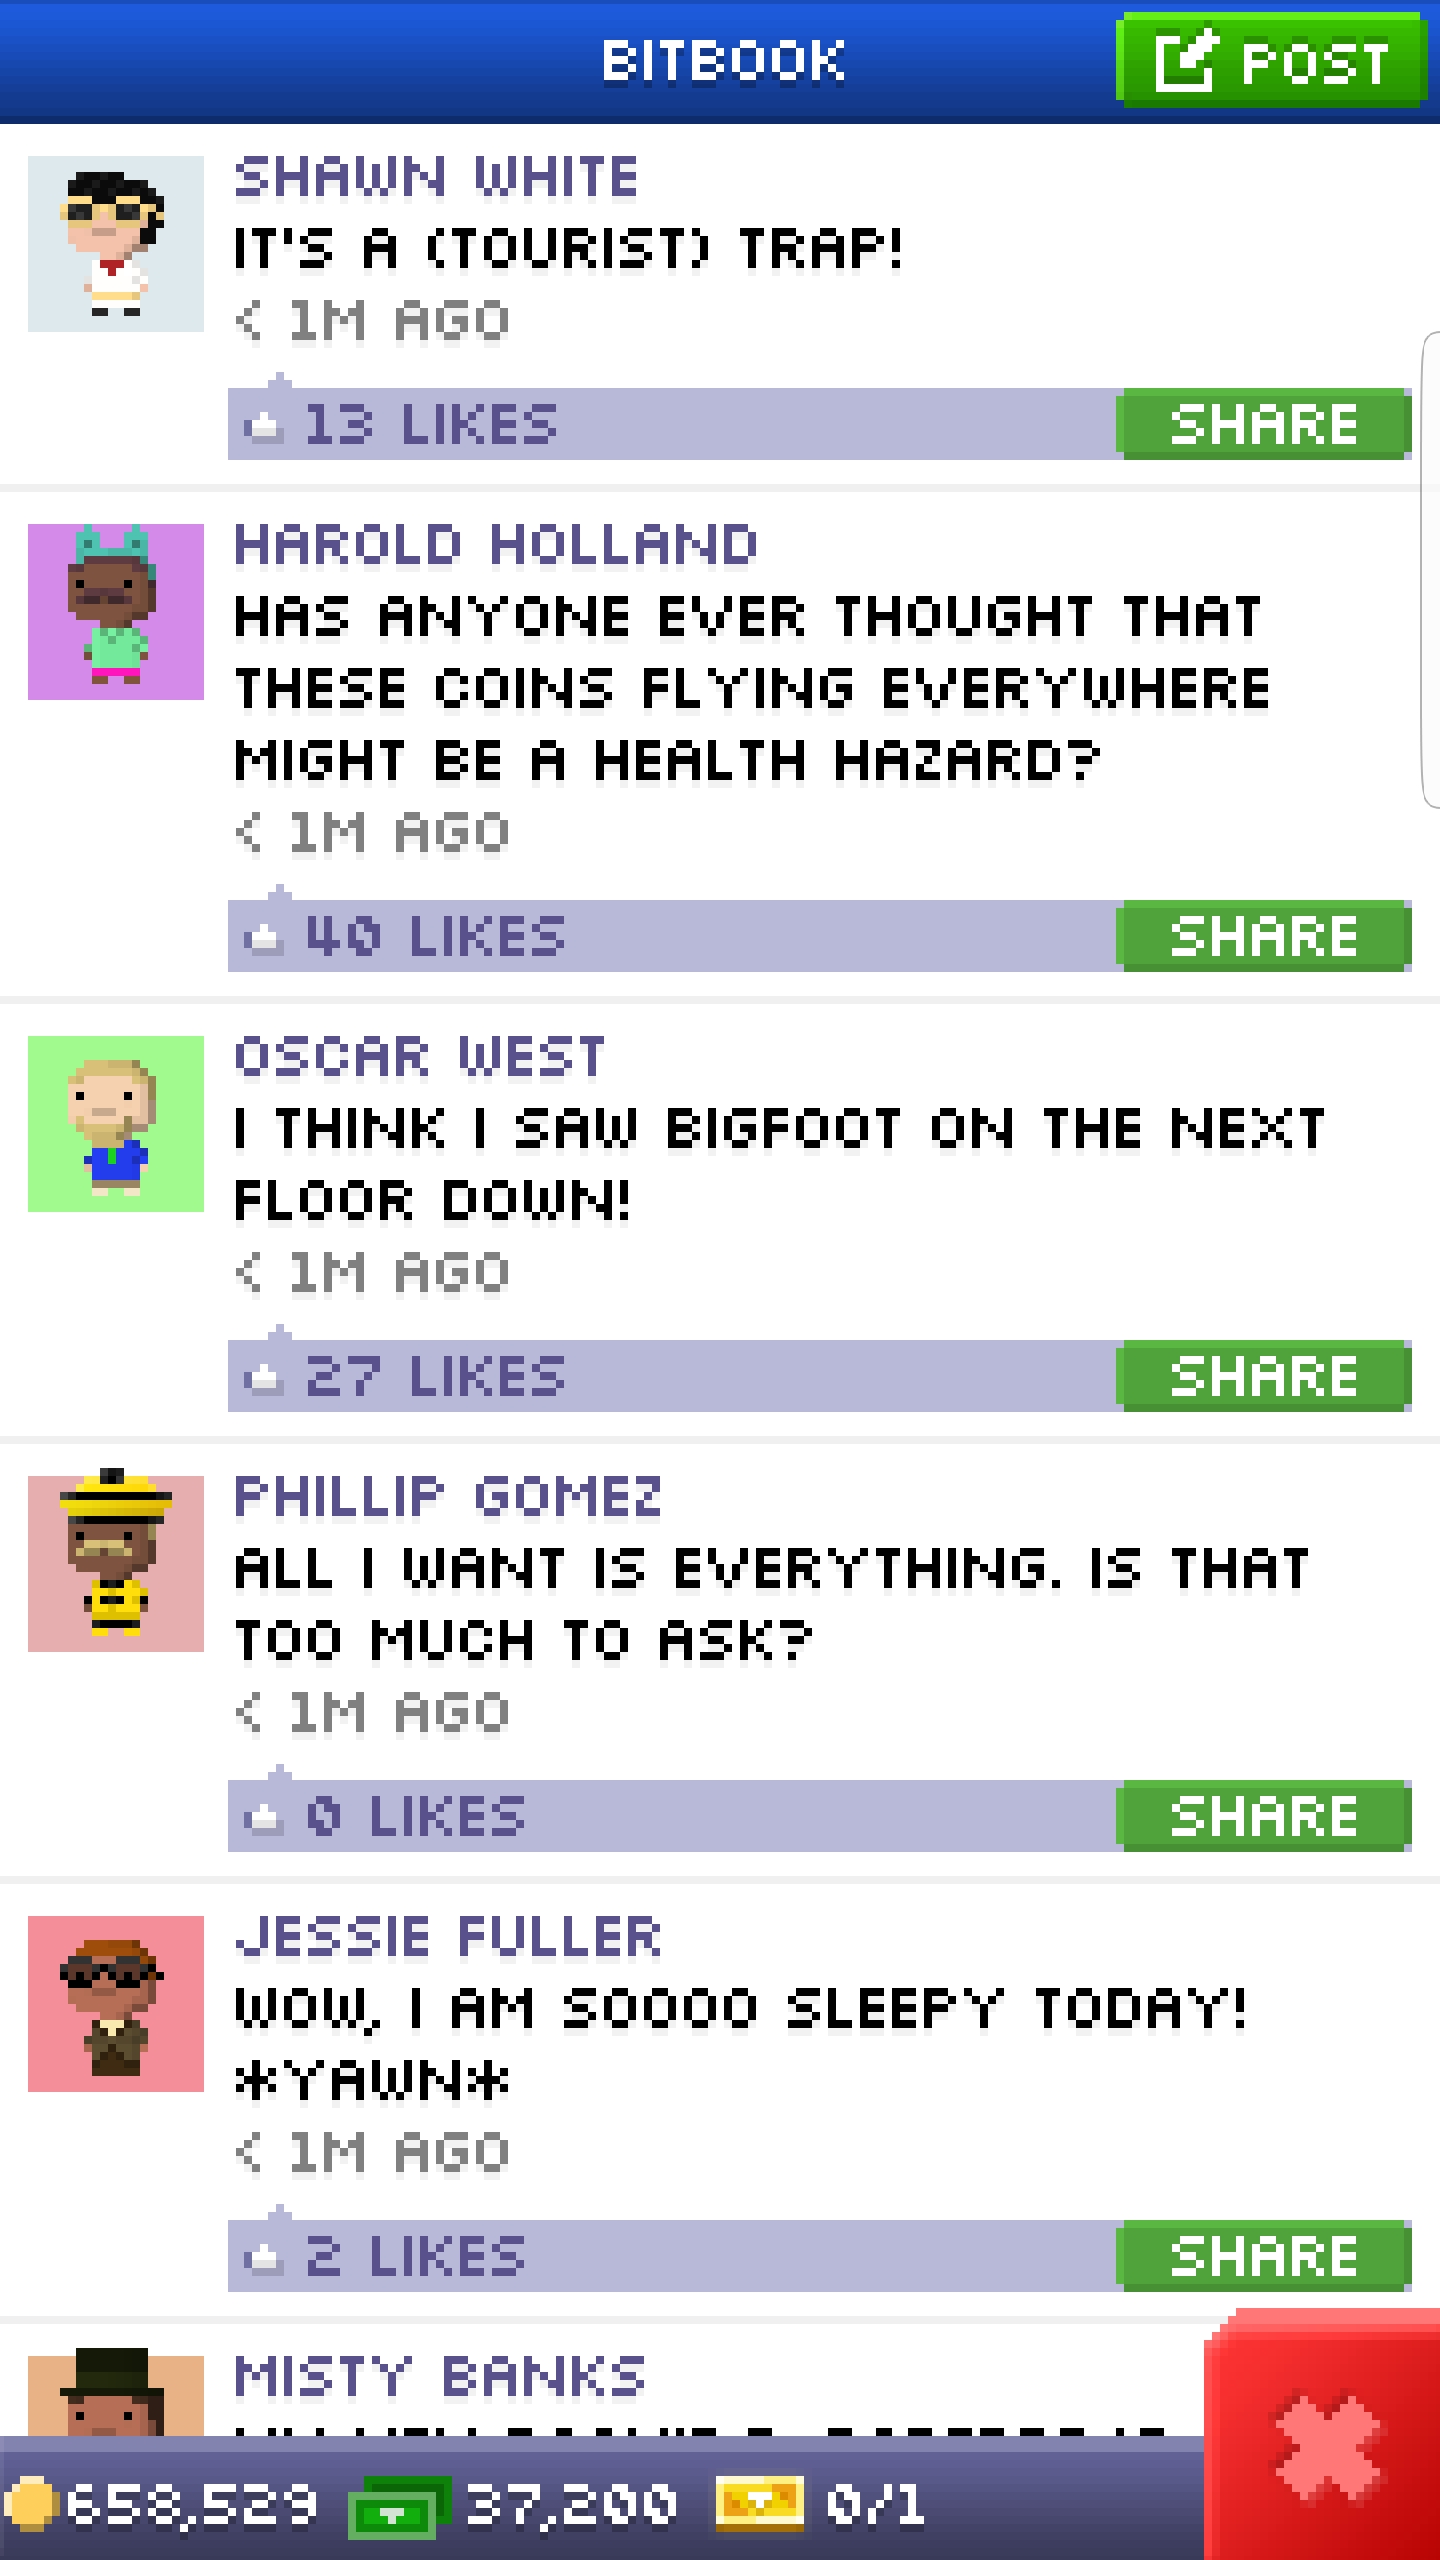 BITBOOK
POST
SHAWN WHITE
IT'S A (TOURIST) TRAP!
< 1M AGO
13 LIKES
SHARE
HAROLD HOLLAND
HAS ANYONE EVER THOUGHT THAT
THESE COINS FLYING EVERYWHERE
MIGHT BE A HEALTH HAZARD?
< 1M AGO
40 LIKES
SHARE
OSCAR WEST
I THINK I SAW BIGFOOT ON THE NEXT
FLOOR DOWN!
< 1M AGO
27 LIKES
SHARE
PHILLIP GOMEZ
ALL I WANT IS EVERYTHING. IS THAT
TOO MUCH TO ASK?
< 1M AGO
0 LIKES
SHARE
JESSIE FULLER
WOW, I AM SOOOO SLEEPY TODAY!
*YAWN*
< 1M AGO
2 LIKES
SHARE
MISTY BANKS
658,529
37,200
0/1